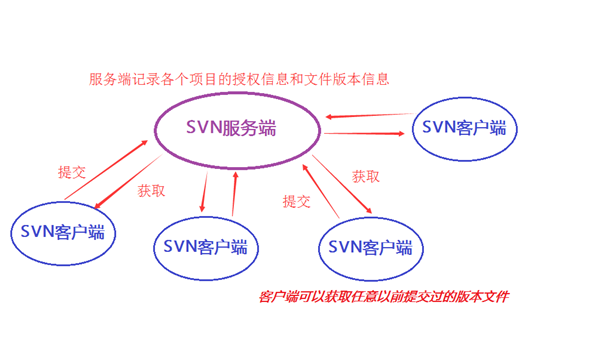 服务端记录各个项目的授权信息和文件版本信息
SVN服务端
SVN客户端
提交
获取
获取
提交
SVN客户端
SVN客户端
SVN客户端
客户端可以获取任意以前提交过的版本文件